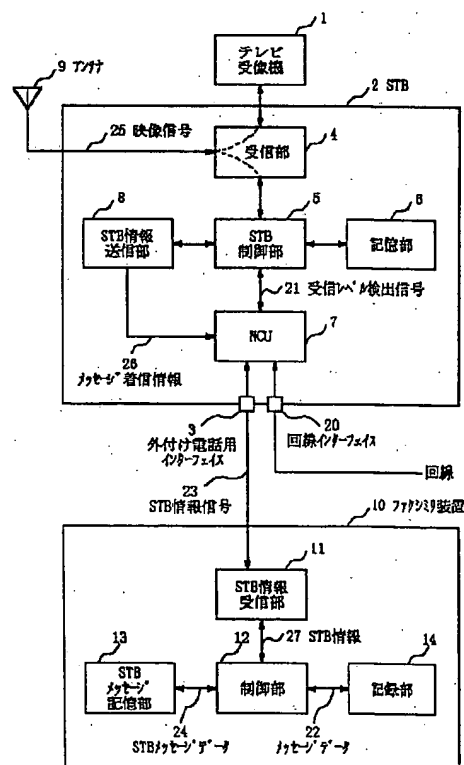 1
テレビ
受像機
9 アンテナ
2 STB
25 映像信号
4
受信部
8
STB情報
送信部
5
STB
制御部
6
記憶部
21 受信レベル検出信号
NCU
7
26
メッセージ着信情報
3
外付け電話用
インターフェイス
20
回線インターフェイス
回線
23
STB情報信号
10 ファクシミリ装置
11
STB情報
受信部
27 STB情報
13
STB
メッセージ
記憶部
12
制御部
14
記録部
24
STBメッセージデータ
22
メッセージデータ